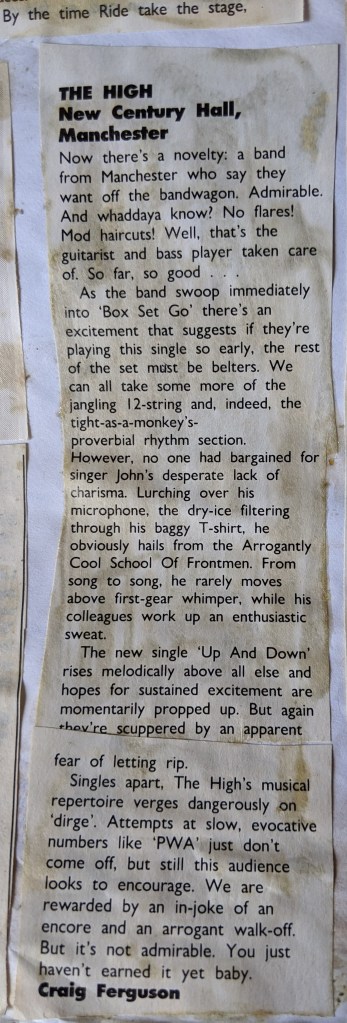 By the time Ride take the stage,
THE HIGH
New Century Hall,
Manchester
Now there's a novelty: a band
from Manchester who say they
want off the bandwagon. Admirable.
And whaddaya know? No flares!
Mod haircuts! Well, that's the
guitarist and bass player taken care
of. So far, so good . . .
As the band swoop immediately
into 'Box Set Go' there's an
excitement that suggests if they're
playing this single so early, the rest
of the set must be belters. We
can all take some more of the
jangling 12-string and, indeed, the
tight-as-a-monkey's-
proverbial rhythm section.
However, no one had bargained for
singer John's desperate lack of
charisma. Lurching over his
microphone, the dry-ice filtering
through his baggy T-shirt, he
obviously hails from the Arrogantly
Cool School Of Frontmen. From
song to song, he rarely moves
above first-gear whimper, while his
colleagues work up an enthusiastic
sweat.
The new single 'Up And Down'
rises melodically above all else and
hopes for sustained excitement are
momentarily propped up. But again
they're scuppered by an apparent
fear of letting rip.
Singles apart, The High's musical
repertoire verges dangerously on
'dirge'. Attempts at slow, evocative
numbers like 'PWA' just don't
come off, but still this audience
looks to encourage. We are
rewarded by an in-joke of an
encore and an arrogant walk-off.
But it's not admirable. You just
haven't earned it yet baby.
Craig Ferguson